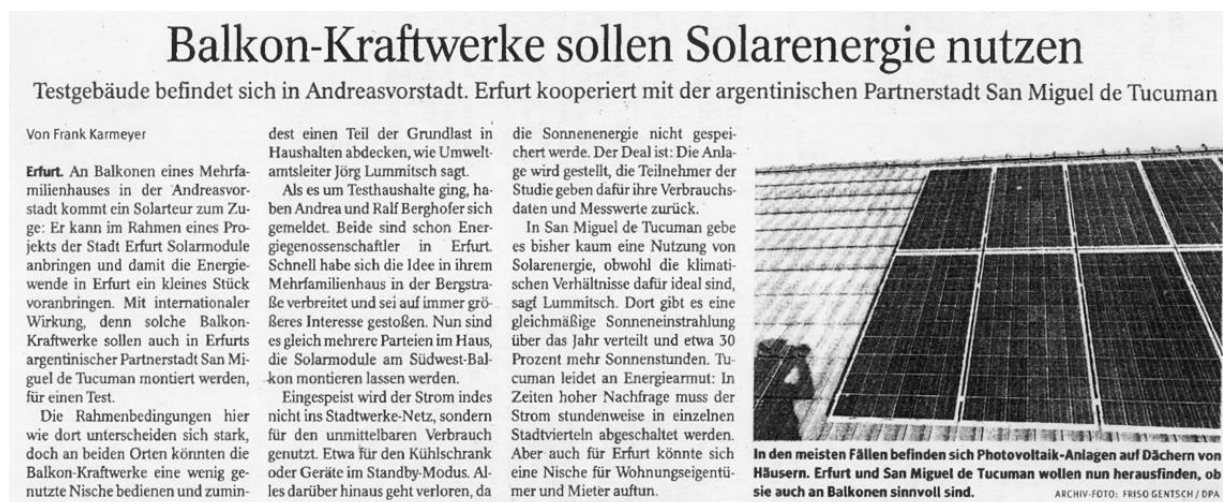 Balkon-Kraftwerke sollen Solarenergie nutzen
Testgebäude befindet sich in Andreasvorstadt. Erfurt kooperiert mit der argentinischen Partnerstadt San Miguel de Tucuman
Von Frank Karmeyer
Erfurt. An Balkonen eines Mehrfa-
milienhauses in der Andreasvor-
stadt kommt ein Solarteur zum Zu-
ge: Er kann im Rahmen eines Pro-
jekts der Stadt Erfurt Solarmodule
anbringen und damit die Energie-
wende in Erfurt ein kleines Stück
voranbringen. Mit internationaler
Wirkung, denn solche Balkon-
Kraftwerke sollen auch in Erfurts
argentinischer Partnerstadt San Mi-
guel de Tucuman montiert werden,
für einen Test.
Die Rahmenbedingungen hier
wie dort unterscheiden sich stark,
doch an beiden Orten könnten die
Balkon-Kraftwerke eine wenig ge-
nutzte Nische bedienen und zumin-
dest einen Teil der Grundlast in
Haushalten abdecken, wie Umwelt-
amtsleiter Jörg Lummitsch sagt.
Als es um Testhaushalte ging, ha-
ben Andrea und Ralf Berghofer sich
gemeldet. Beide sind schon Ener-
giegenossenschaftler in Erfurt.
Schnell habe sich die Idee in ihrem
Mehrfamilienhaus in der Bergstra-
ße verbreitet und sei auf immer grö-
ßeres Interesse gestoßen. Nun sind
es gleich mehrere Parteien im Haus,
die Solarmodule am Südwest-Bal-
kon montieren lassen werden.
Eingespeist wird der Strom indes
nicht ins Stadtwerke-Netz, sondern
für den unmittelbaren Verbrauch
genutzt. Etwa für den Kühlschrank
oder Geräte im Standby-Modus. Al-
les darüber hinaus geht verloren, da
die Sonnenenergie nicht gespei-
chert werde. Der Deal ist: Die Anla-
ge wird gestellt, die Teilnehmer der
Studie geben dafür ihre Verbrauchs-
daten und Messwerte zurück.
In San Miguel de Tucuman gebe
es bisher kaum eine Nutzung von
Solarenergie, obwohl die klimati-
schen Verhältnisse dafür ideal sind,
sagt Lummitsch. Dort gibt es eine
gleichmäßige Sonneneinstrahlung
über das Jahr verteilt und etwa 30
Prozent mehr Sonnenstunden. Tu-
cuman leidet an Energiearmut: In
Zeiten hoher Nachfrage muss der
Strom stundenweise in einzelnen
Stadtvierteln abgeschaltet werden.
Aber auch für Erfurt könnte sich
eine Nische für Wohnungseigentü-
mer und Mieter auftun.
In den meisten Fällen befinden sich Photovoltaik-Anlagen auf Dächern von
Häusern. Erfurt und San Miguel de Tucuman wollen nun herausfinden, ob
sie auch an Balkonen sinnvoll sind. ARCHIV-FOTO: FRISO GENTSCH / DPA